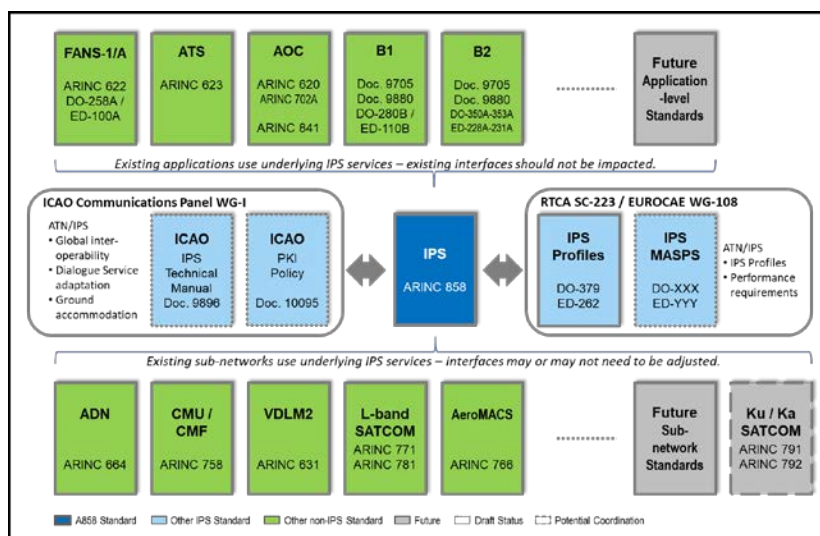 FANS-1/A
ARINC 622
DO-258A /
ED-100A
ATS
ARINC 623
AOC
ARINC 620
ARINC 702A
ARINC 841
B1
Doc. 9705
Doc. 9880
DO-280B /
ED-110B
B2
Doc. 9705
Doc. 9880
DO-350A-353A
ED-228A-231A
Future
Application
-level
Standards
Existing applications use underlying IPS services – existing interfaces should not be impacted.
ICAO Communications Panel WG-I
ATN/IPS
• Global inter-
operability
• Dialogue Service
adaptation
• Ground
accommodation
ICAO
IPS
Technical
Manual
Doc. 9896
ICAO
PKI
Policy
Doc. 10095
IPS
ARINC 858
RTCA SC-223 / EUROCAE WG-108
IPS
Profiles
DO-379
ED-262
IPS
MASPS
DO-XXX
ED-YYY
ATN/IPS
• IPS Profiles
• Performance
requirements
Existing sub-networks use underlying IPS services – interfaces may or may not need to be adjusted.
ADN
ARINC 664
CMU /
CMF
ARINC 758
VDLM2
ARINC 631
L-band
SATCOM
ARINC 771
ARINC 781
AeroMACS
ARINC 766
Future
Sub-
network
Standards
Ku / Ka
SATCOM
ARINC 791
ARINC 792
A858 Standard
Other IPS Standard
Other non-IPS Standard
Future
Draft Status
Potential Coordination